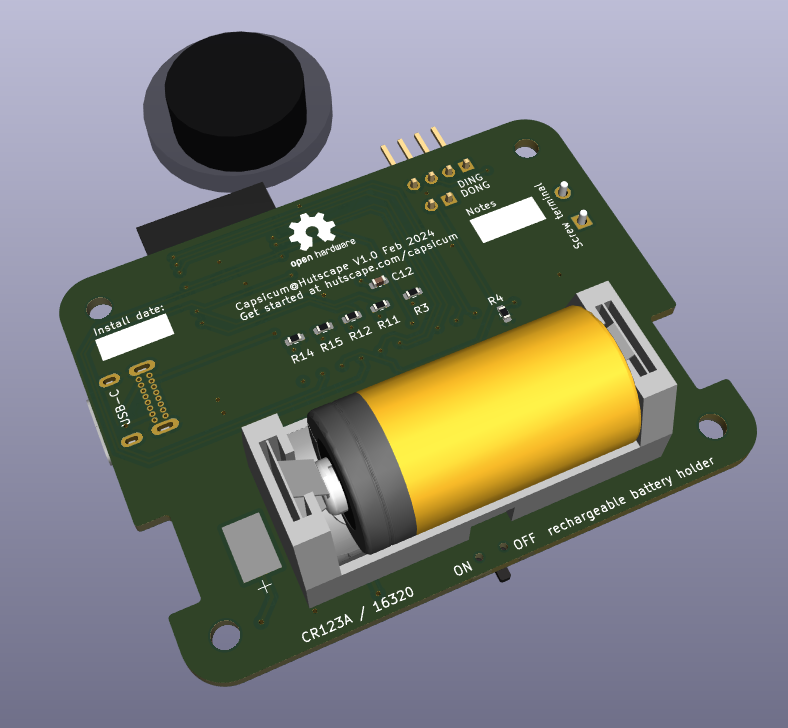 DING
DONG
Notes
Screw terminal
open hardware
Capsicum@Hutscape V1.0 Feb 2024
Get started at hutscape.com/capsicum
Install date:
C12
R3
R4
R11
R12
R15
R14
USB-C
+
ON
OFF
rechargeable battery holder
CR123A / 16320